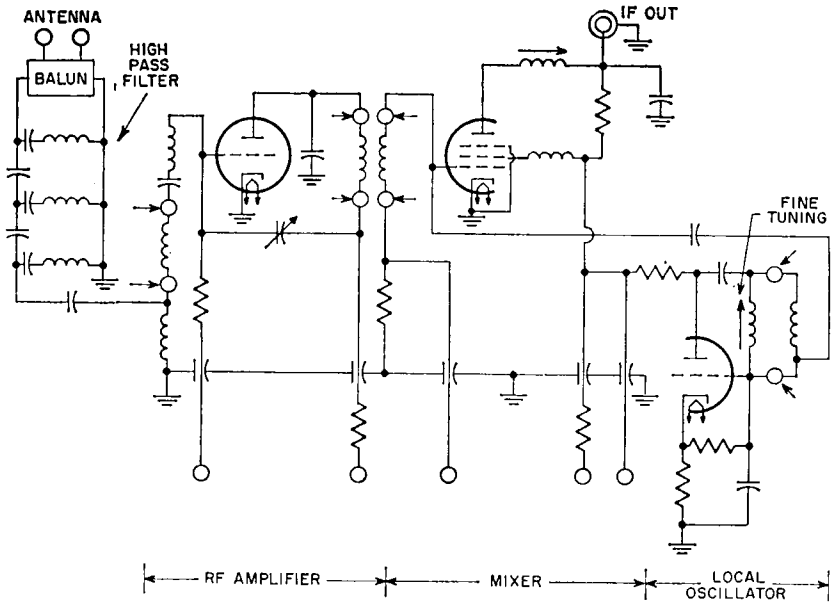 ANTENNA
BALUN
HIGH
PASS
FILTER
IF OUT
FINE
TUNING
RF AMPLIFIER
MIXER
LOCAL
OSCILLATOR